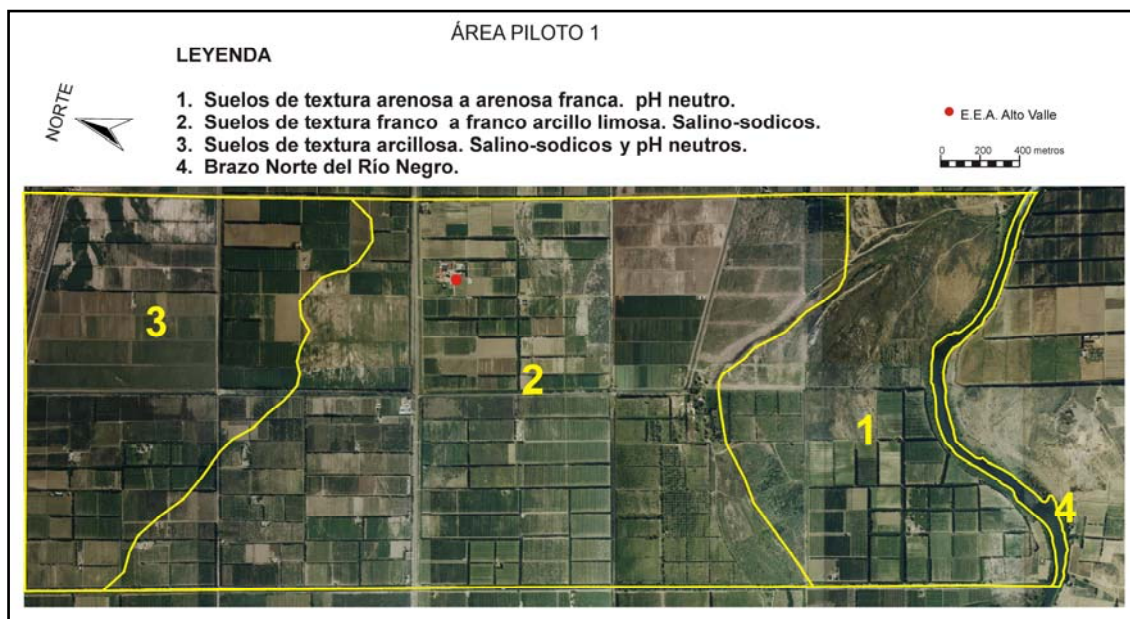 ÁREA PILOTO 1
LEYENDA
NORTE
1. Suelos de textura arenosa a arenosa franca. pH neutro.
2. Suelos de textura franco a franco arcillo limosa. Salino-sodicos.
3. Suelos de textura arcillosa. Salino-sodicos y pH neutros.
4. Brazo Norte del Río Negro.
E.E.A. Alto Valle
0 200 400 metros
3
2
1
4